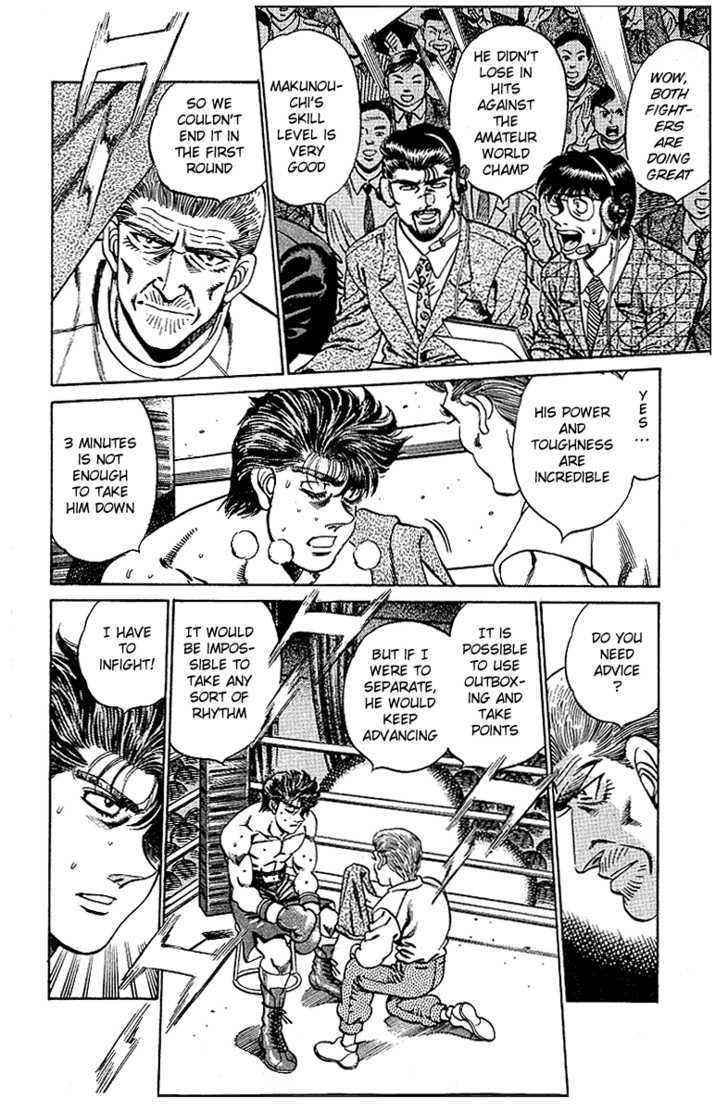 WOW,
BOTH
FIGHT-
ERS
ARE
DOING
GREAT
HE DIDN'T
LOSE IN
HITS
AGAINST
THE
AMATEUR
WORLD
CHAMP
MAKUNOU-
CHI'S
SKILL
LEVEL IS
VERY
GOOD
SO WE
COULDN'T
END IT IN
THE FIRST
ROUND
Y
E
S
...
HIS POWER
AND
TOUGHNESS
ARE
INCREDIBLE
3 MINUTES
IS NOT
ENOUGH
TO TAKE
HIM DOWN
DO YOU
NEED
ADVICE
?
IT IS
POSSIBLE
TO USE
OUTBOX-
ING AND
TAKE
POINTS
BUT IF I
WERE TO
SEPARATE,
HE WOULD
KEEP
ADVANCING
IT WOULD
BE IMPOS-
SIBLE TO
TAKE ANY
SORT OF
RHYTHM
I HAVE
TO
INFIGHT!